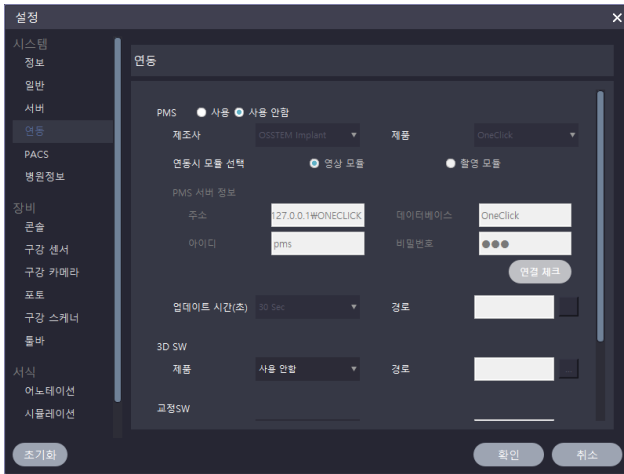 설정
시스템
정보
일반
서버
연동
PACS
병원정보
장비
콘솔
구강 센서
구강 카메라
포토
구강 스케너
툴바
서식
어노테이션
시뮬레이션
초기화
연동
PMS 사용 사용 안함
제조사 OSSTEM Implant 제품 OneClick
연동시 모듈 선택 영상 모듈 촬영 모듈
PMS 서버 정보
주소 127.0.0.1₩ONECLICK 데이터베이스 OneClick
아이디 pms 비밀번호 ●●●
연결 체크
업데이트 시간(초) 30 Sec 경로
3D SW
제품 사용 안함 경로 ...
교정SW
확인 취소